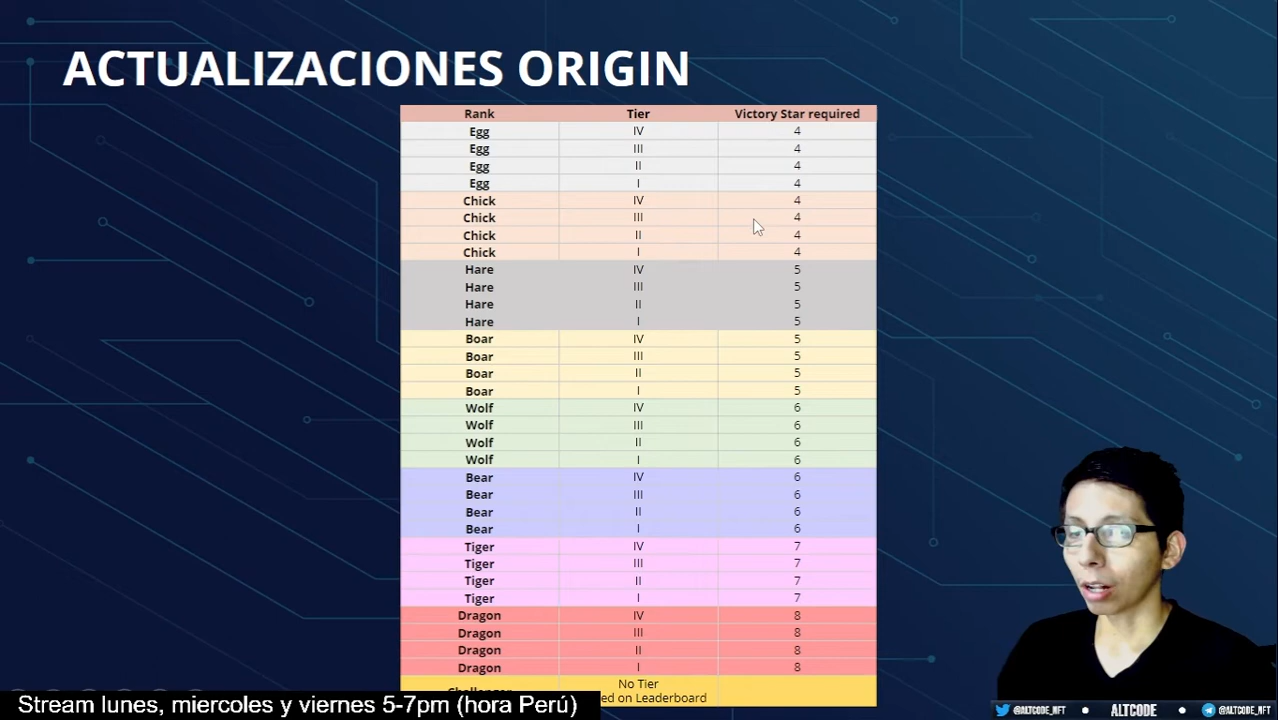 ACTUALIZACIONES ORIGIN
Rank Tier Victory Star required
Egg IV 4
Egg III 4
Egg II 4
Egg I 4
Chick IV 4
Chick III 4
Chick II 4
Chick I 4
Hare IV 5
Hare III 5
Hare II 5
Hare I 5
Boar IV 5
Boar III 5
Boar II 5
Boar I 5
Wolf IV 6
Wolf III 6
Wolf II 6
Wolf I 6
Bear IV 6
Bear III 6
Bear II 6
Bear I 6
Tiger IV 7
Tiger III 7
Tiger II 7
Tiger I 7
Dragon IV 8
Dragon III 8
Dragon II 8
Dragon I 8
No Tier
on Leaderboard
Stream lunes, miercoles y viernes 5-7pm (hora Perú)
@ALTCODE_NFT ALTCODE @ALTCODE_NFT